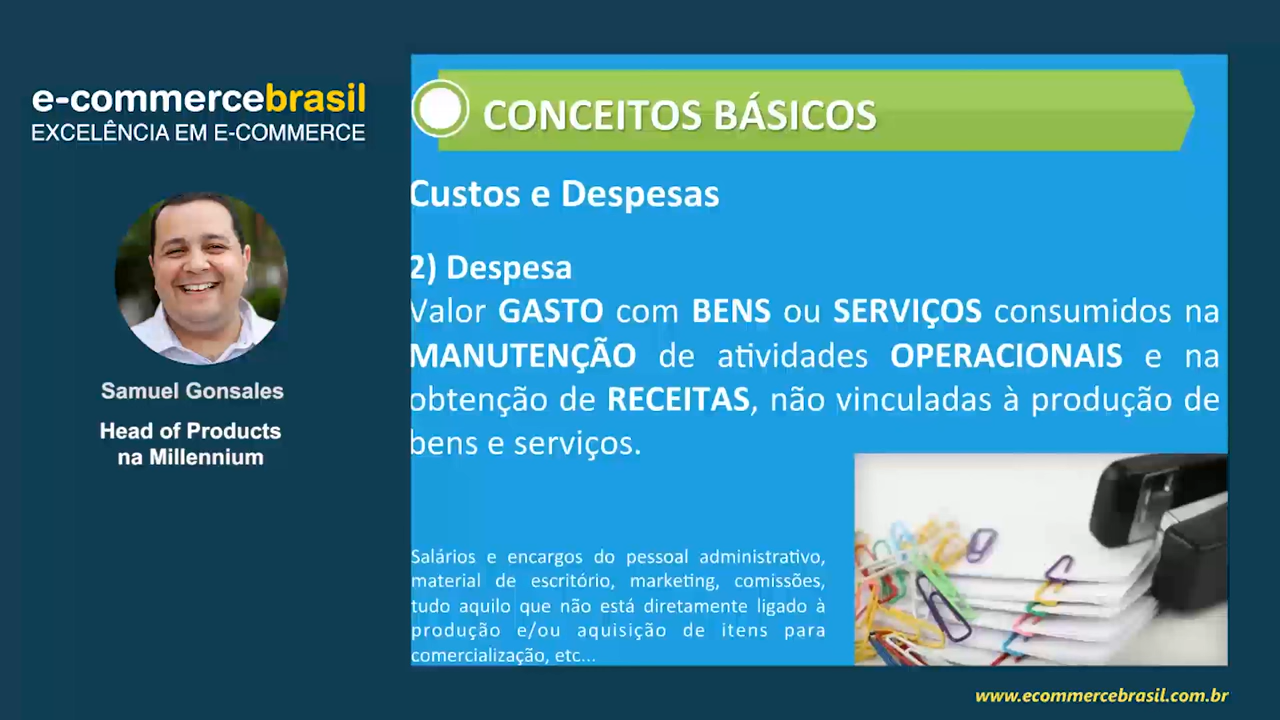 e-commercebrasil
EXCELÊNCIA EM E-COMMERCE
Samuel Gonsales
Head of Products
na Millennium
CONCEITOS BÁSICOS
Custos e Despesas
2) Despesa
Valor GASTO com BENS ou SERVIÇOS consumidos na
MANUTENÇÃO de atividades OPERACIONAIS e na
obtenção de RECEITAS, não vinculadas à produção de
bens e serviços.
Salários e encargos do pessoal administrativo,
material de escritório, marketing, comissões,
tudo aquilo que não está diretamente ligado à
produção e/ou aquisição de itens para
comercialização, etc...
www.ecommercebrasil.com.br